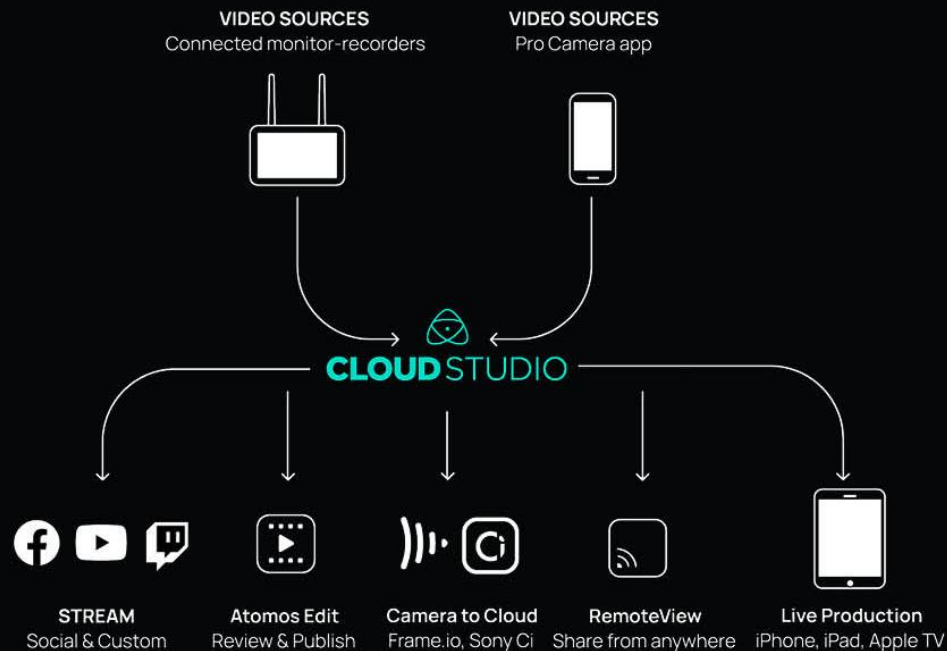 VIDEO SOURCES
Connected monitor-recorders
VIDEO SOURCES
Pro Camera app
CLOUD STUDIO
Ci
STREAM
Social & Custom
Atomos Edit
Review & Publish
Camera to Cloud
Frame.io, Sony Ci
RemoteView
Share from anywhere
Live Production
iPhone, iPad, Apple TV